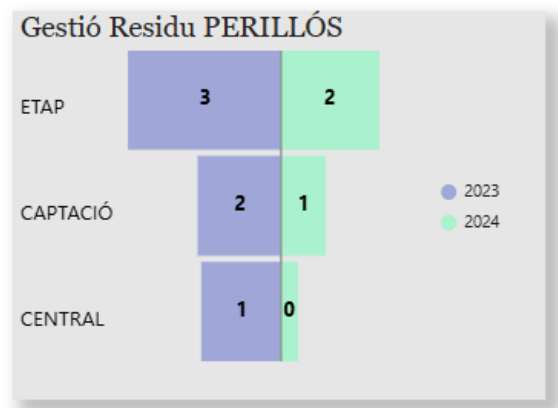 Gestió Residu PERILLÓS
ETAP
3
2
CAPTACIÓ
2
1
2023
2024
CENTRAL
1
0